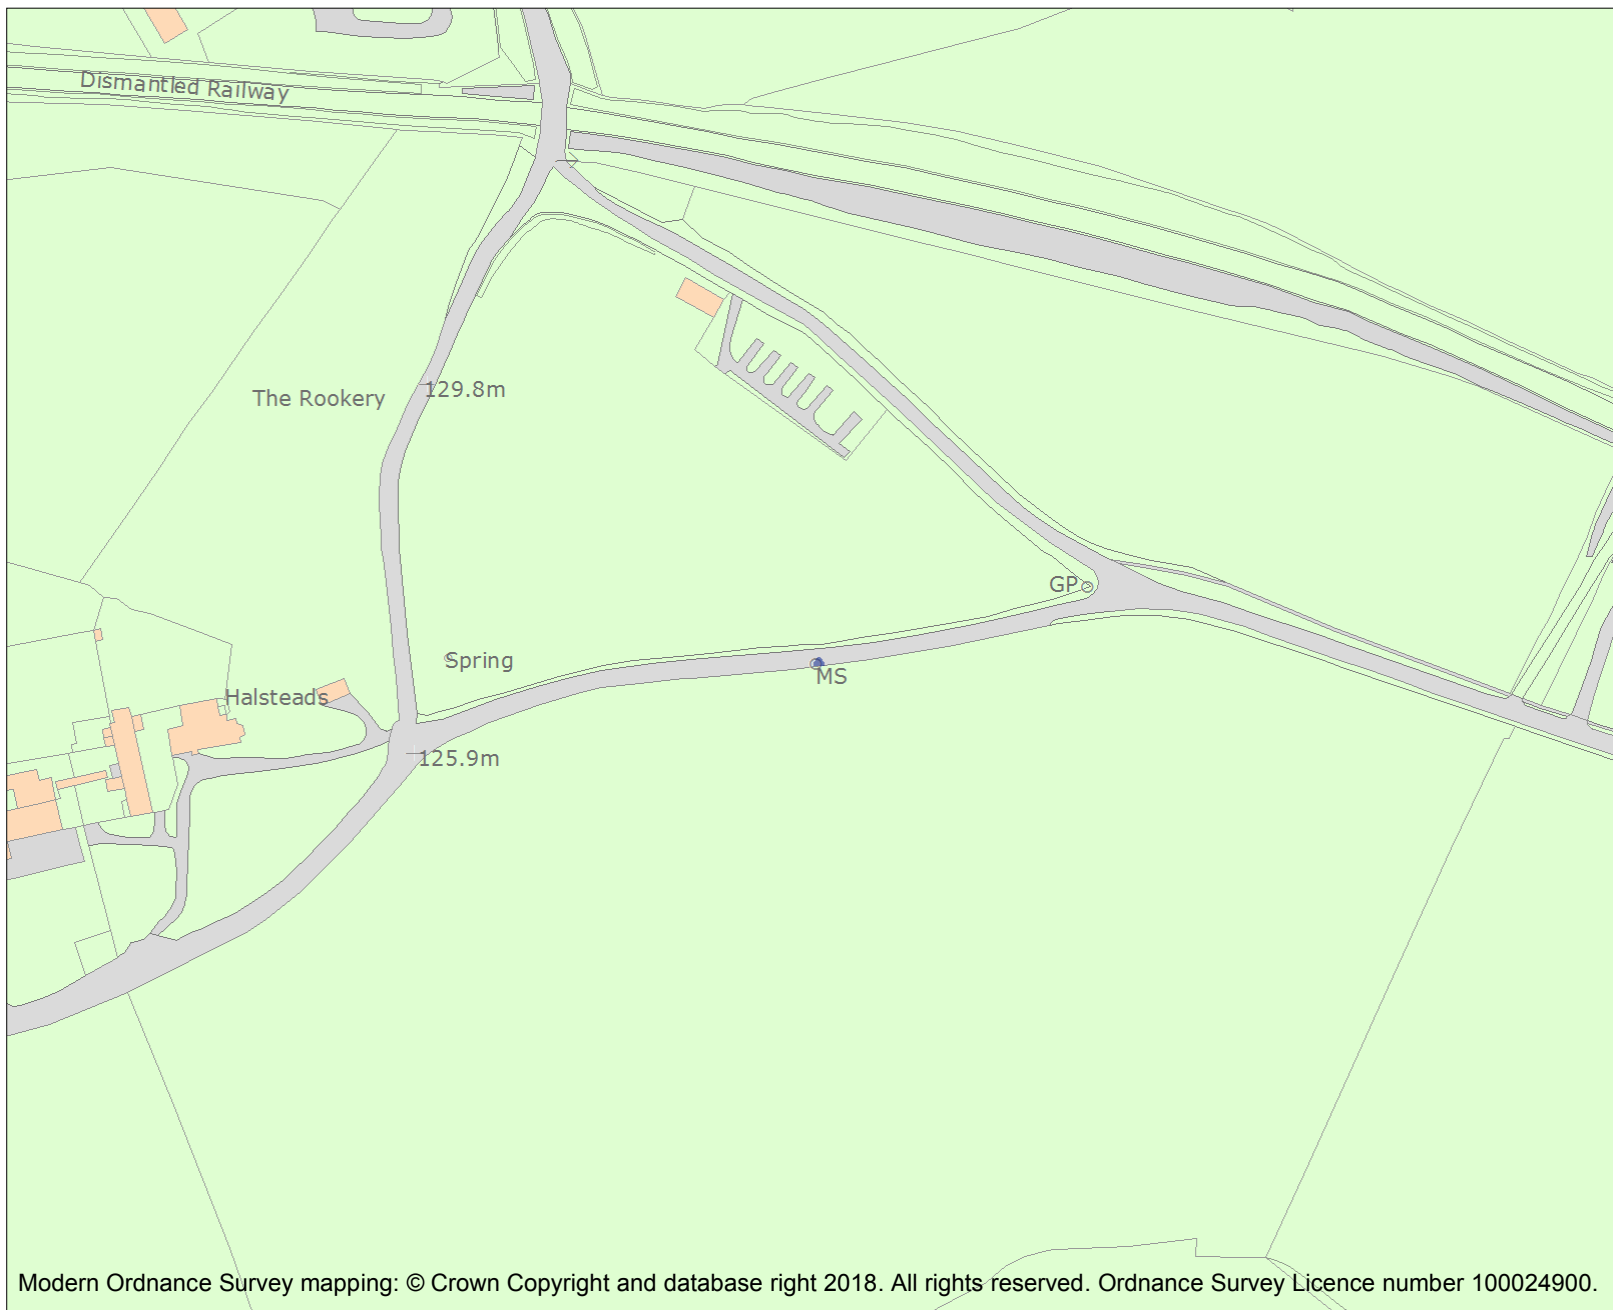 Dismantled Railway
The Rookery
129.8m
GP
Spring
MS
Halsteads
125.9m
Modern Ordnance Survey mapping: © Crown Copyright and database right 2018. All rights reserved. Ordnance Survey Licence number 100024900.